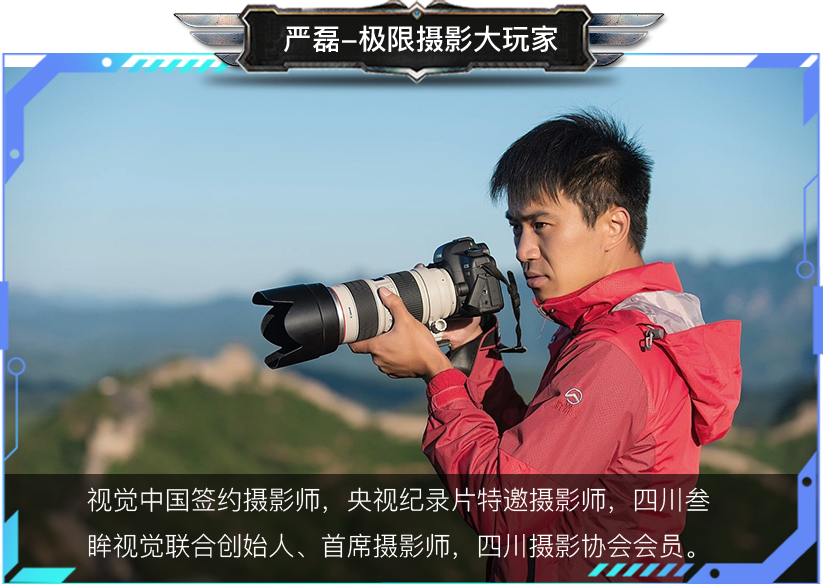 严磊-极限摄影大玩家
视觉中国签约摄影师，央视纪录片特邀摄影师，四川叁
眸视觉联合创始人、首席摄影师，四川摄影协会会员。